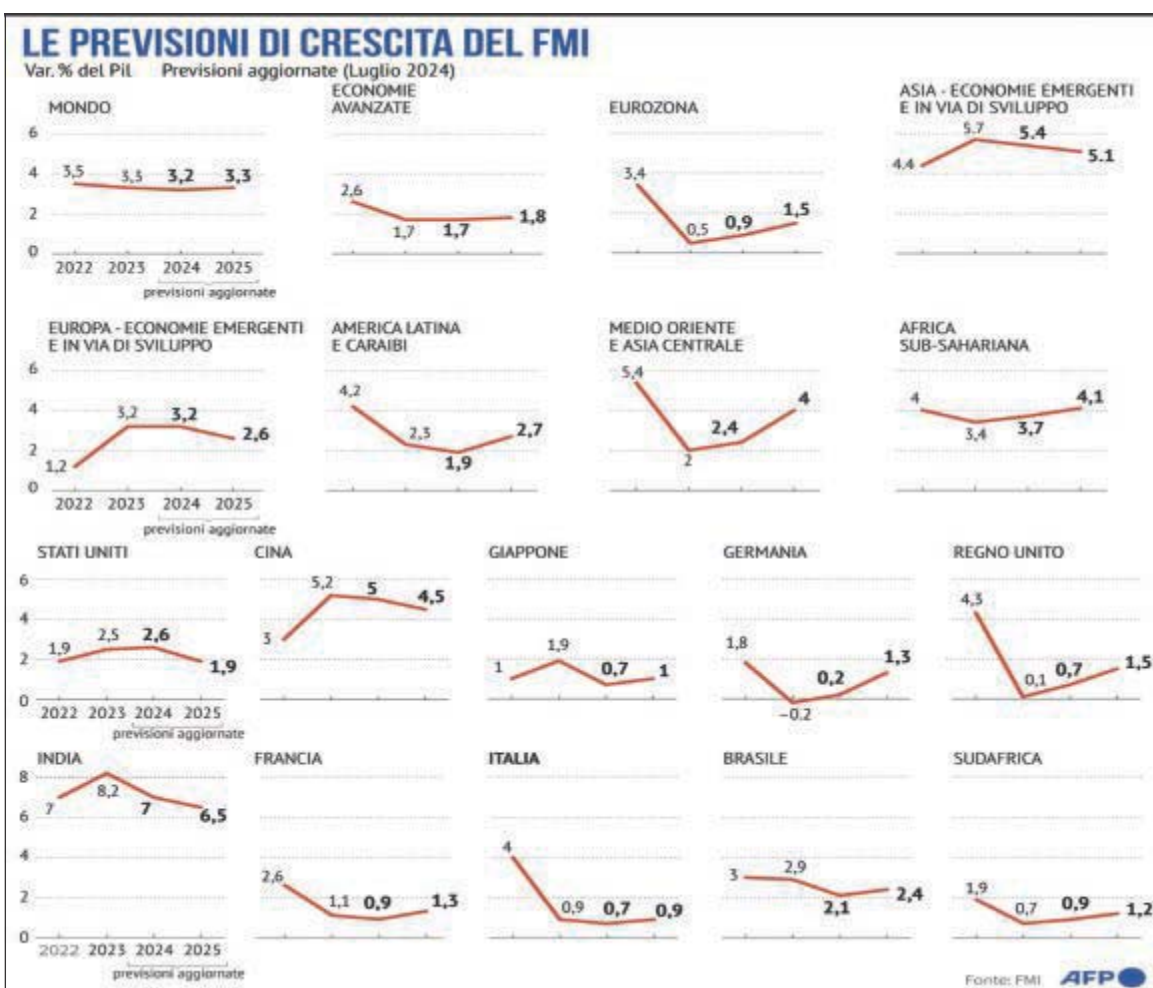 LE PREVISIONI DI CRESCITA DEL FMI
Var. % del Pil Previsioni aggiornate (Luglio 2024)
MONDO
6
4
2
0
3,5
3,3
3,2
3,3
2022 2023 2024 2025
previsioni aggiornate
ECONOMIE
AVANZATE
2,6
1,7
1,7
1,8
EUROZONA
3,4
0,5
0,9
1,5
ASIA - ECONOMIE EMERGENTI
E IN VIA DI SVILUPPO
4.4
5.7
5.4
5.1
EUROPA - ECONOMIE EMERGENTI
E IN VIA DI SVILUPPO
6
4
2
0
1,2
3,2
3,2
2,6
2022 2023 2024 2025
previsioni aggiornate
AMERICA LATINA
E CARAIBI
4,2
2,3
1,9
2,7
MEDIO ORIENTE
E ASIA CENTRALE
5,4
2
2,4
4
AFRICA
SUB-SAHARIANA
4
3,4
3,7
4,1
STATI UNITI
6
4
2
0
1,9
2,5
2,6
1,9
2022 2023 2024 2025
previsioni aggiornate
CINA
3
5,2
5
4,5
GIAPPONE
1
1,9
0,7
1
GERMANIA
1,8
−0.2
0,2
1,3
REGNO UNITO
4,3
0,1
0,7
1,5
INDIA
8
6
4
2
0
7
8,2
7
6,5
2022 2023 2024 2025
previsioni aggiornate
FRANCIA
2,6
1,1
0,9
1,3
ITALIA
4
0,9
0,7
0,9
BRASILE
3
2,9
2,1
2,4
SUDAFRICA
1,9
0,7
0,9
1,2
Fonte: FMI AFP